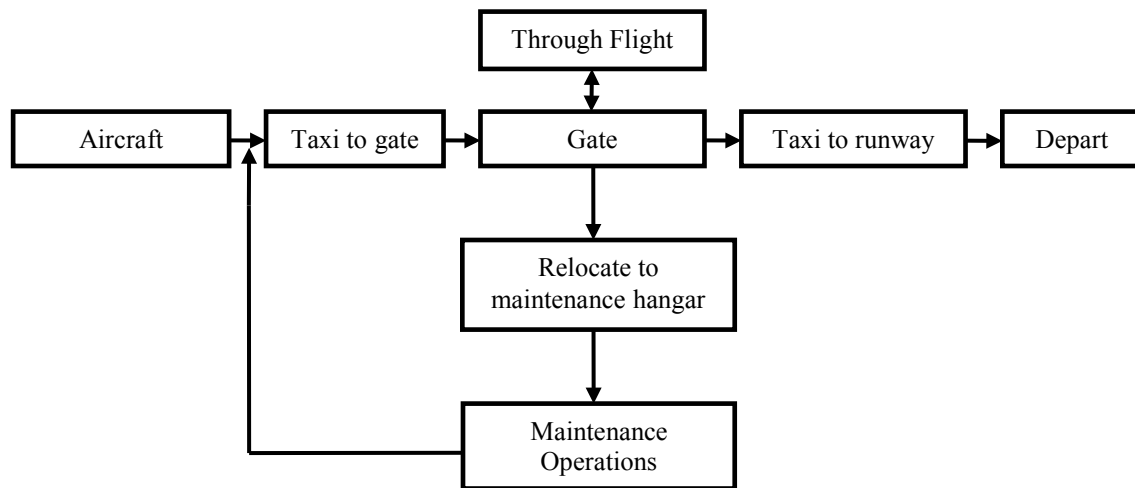 Through Flight
Aircraft
Taxi to gate
Gate
Taxi to runway
Depart
Relocate to
maintenance hangar
Maintenance
Operations